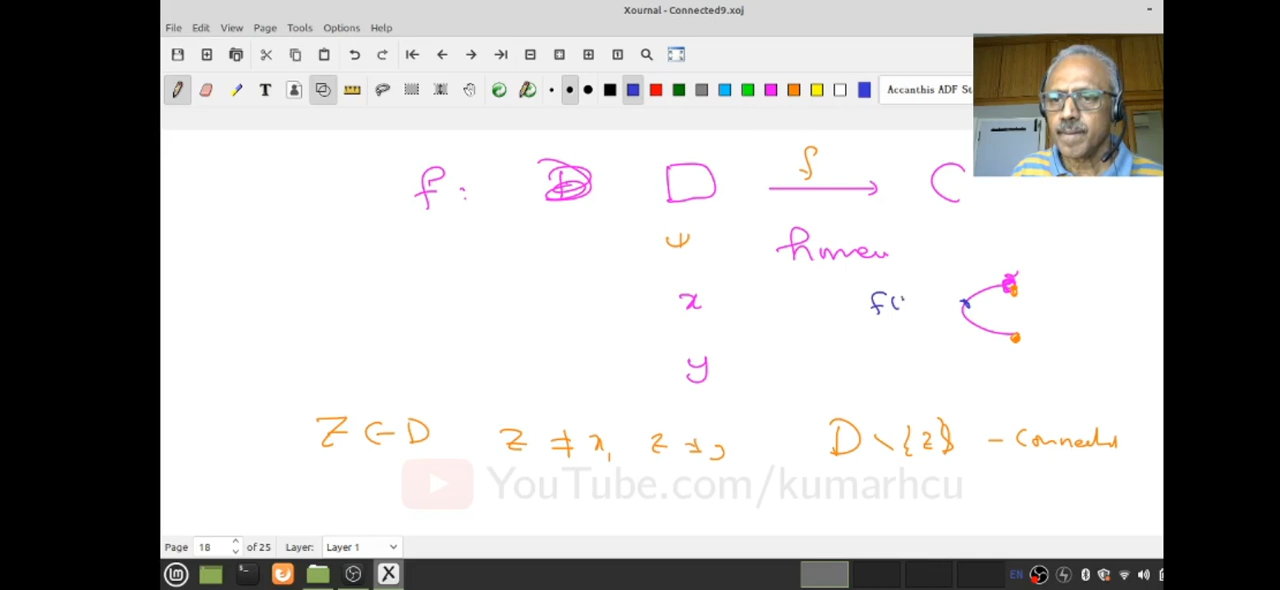 Xournal - Connected9.xoj
File Edit View Page Tools Options Help
Accanthis ADF
f : D f C
homeo
x f(
y
Z ∈ D z ≠ x, z ≠ y D \ {z} - Connected
YouTube.com/kumarhcu
Page 18 of 25 Layer: Layer 1
EN